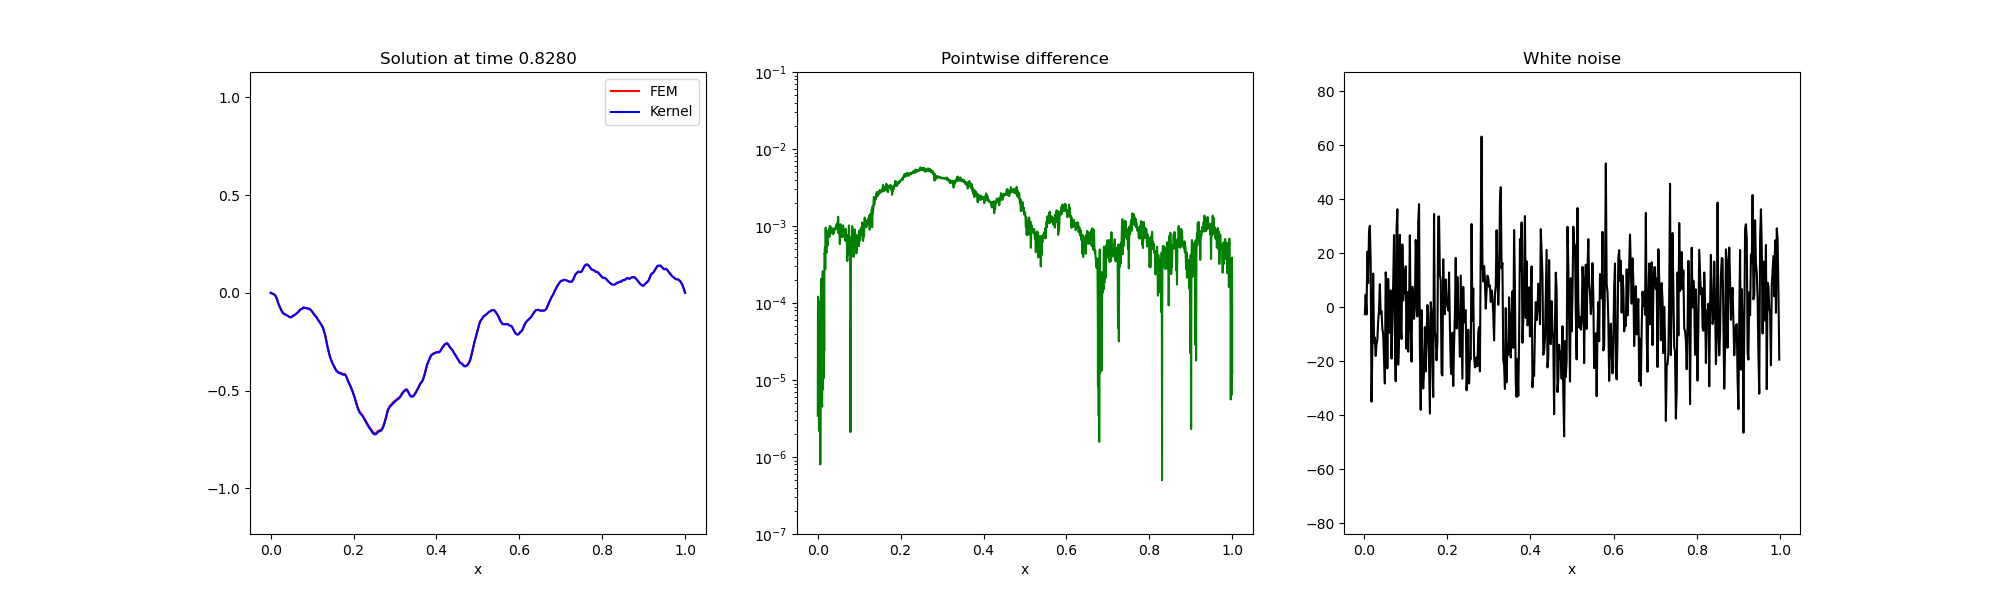 Solution at time 0.8280
FEM
Kernel
1.0
0.5
0.0
−0.5
−1.0
0.0 0.2 0.4 0.6 0.8 1.0
x
Pointwise difference
10⁻¹
10⁻²
10⁻³
10⁻⁴
10⁻⁵
10⁻⁶
10⁻⁷
0.0 0.2 0.4 0.6 0.8 1.0
x
White noise
80
60
40
20
0
−20
−40
−60
−80
0.0 0.2 0.4 0.6 0.8 1.0
x